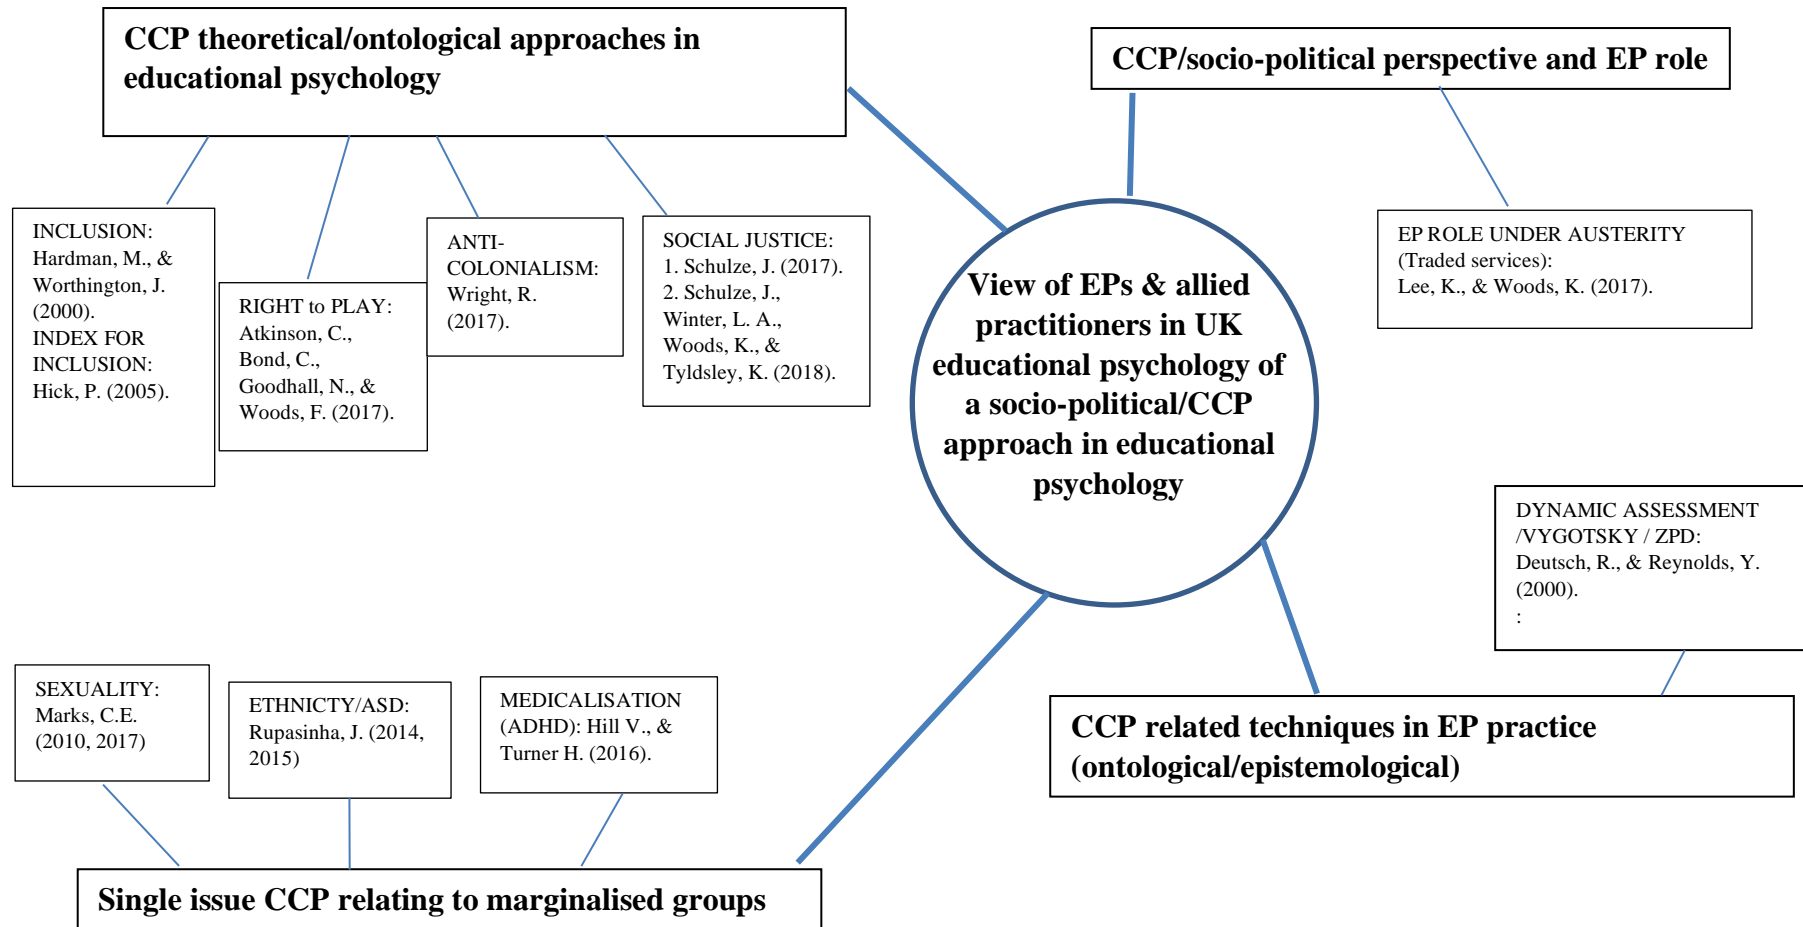 CCP theoretical/ontological approaches in
educational psychology
CCP/socio-political perspective and EP role
INCLUSION:
Hardman, M., &
Worthington, J.
(2000).
INDEX FOR
INCLUSION:
Hick, P. (2005).
RIGHT to PLAY:
Atkinson, C.,
Bond, C.,
Goodhall, N., &
Woods, F. (2017).
ANTI-
COLONIALISM:
Wright, R.
(2017).
SOCIAL JUSTICE:
1. Schulze, J. (2017).
2. Schulze, J.,
Winter, L. A.,
Woods, K., &
Tyldsley, K. (2018).
EP ROLE UNDER AUSTERITY
(Traded services):
Lee, K., & Woods, K. (2017).
View of EPs & allied
practitioners in UK
educational psychology of
a socio-political/CCP
approach in educational
psychology
DYNAMIC ASSESSMENT
/VYGOTSKY / ZPD:
Deutsch, R., & Reynolds, Y.
(2000).
:
SEXUALITY:
Marks, C.E.
(2010, 2017)
ETHNICTY/ASD:
Rupasinha, J. (2014,
2015)
MEDICALISATION
(ADHD): Hill V., &
Turner H. (2016).
CCP related techniques in EP practice
(ontological/epistemological)
Single issue CCP relating to marginalised groups